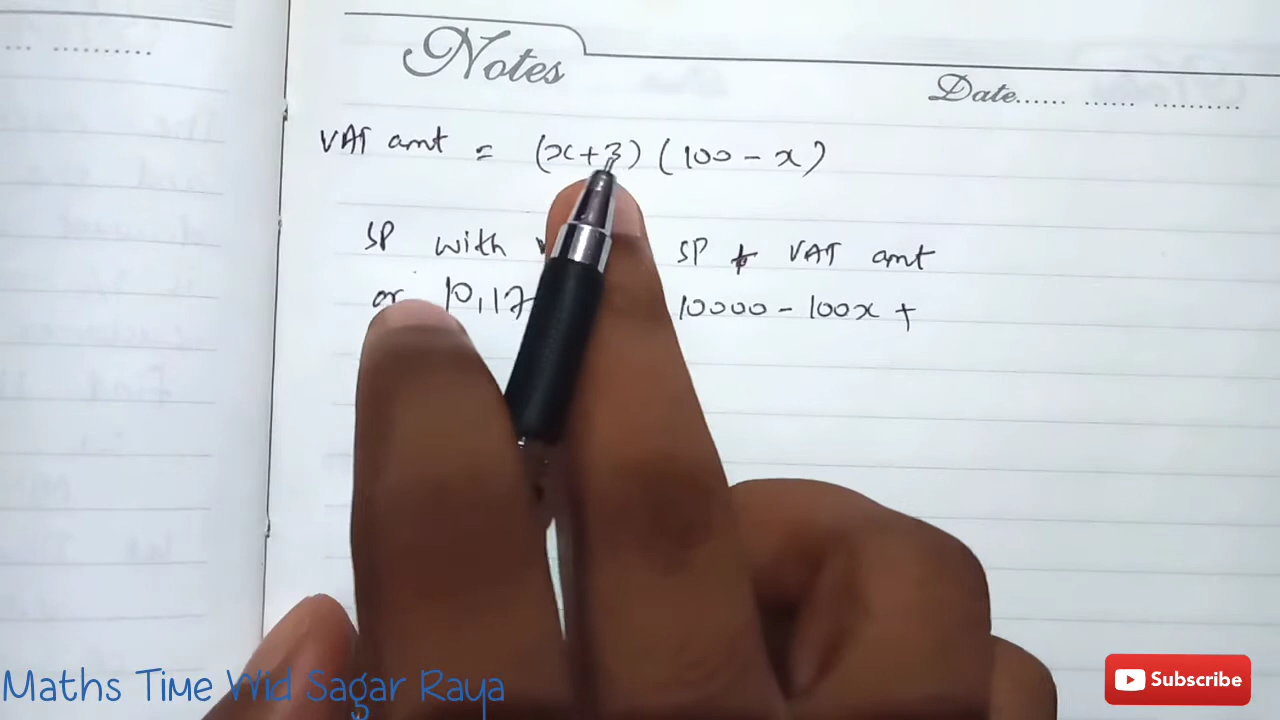 Notes
Date...... ...... ..........
VAT amt = (x+3) (100 - x)
SP with SP + VAT amt
or 10,17 10000 - 100x +
Maths Time Wid Sagar Raya
Subscribe